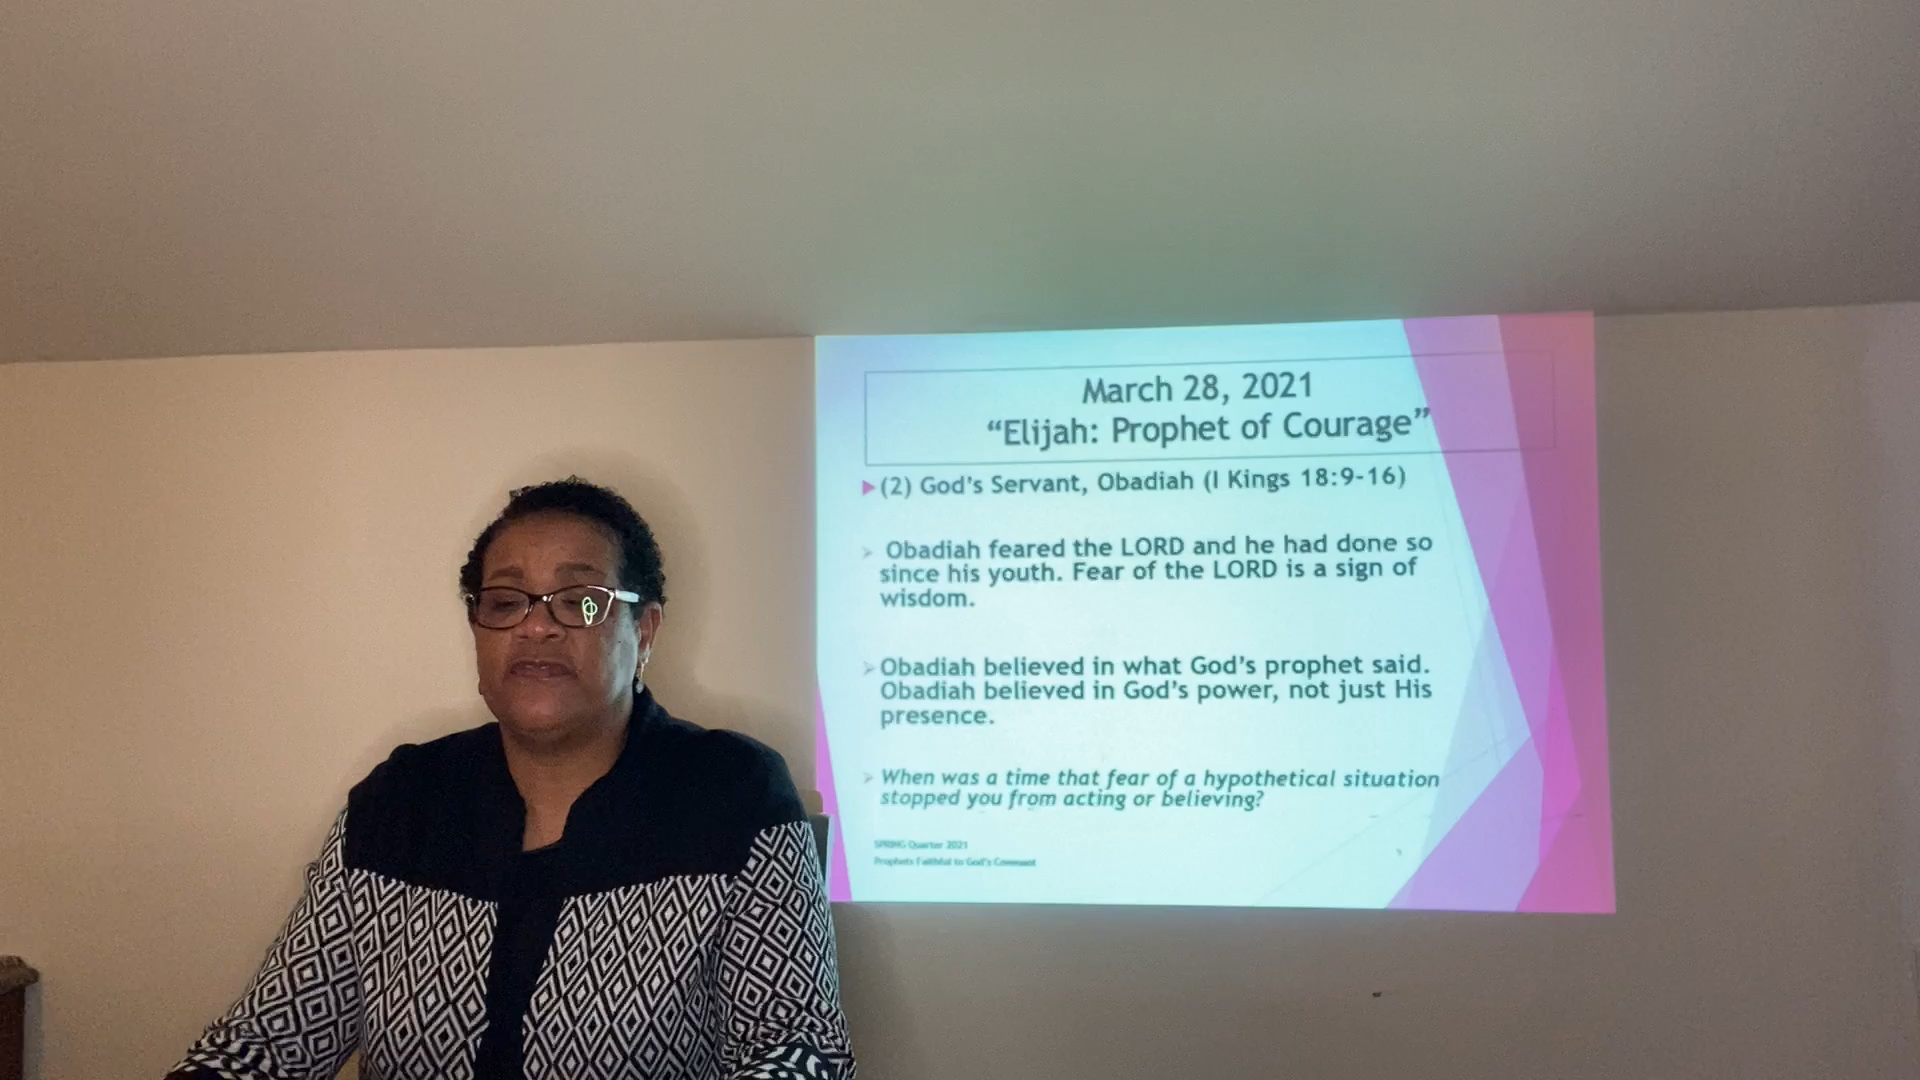 March 28, 2021
“Elijah: Prophet of Courage”
(2) God’s Servant, Obadiah (I Kings 18:9-16)
Obadiah feared the LORD and he had done so
since his youth. Fear of the LORD is a sign of
wisdom.
Obadiah believed in what God’s prophet said.
Obadiah believed in God’s power, not just His
presence.
When was a time that fear of a hypothetical situation
stopped you from acting or believing?
SPRING Quarter 2021
Prophets Faithful to God’s Covenant